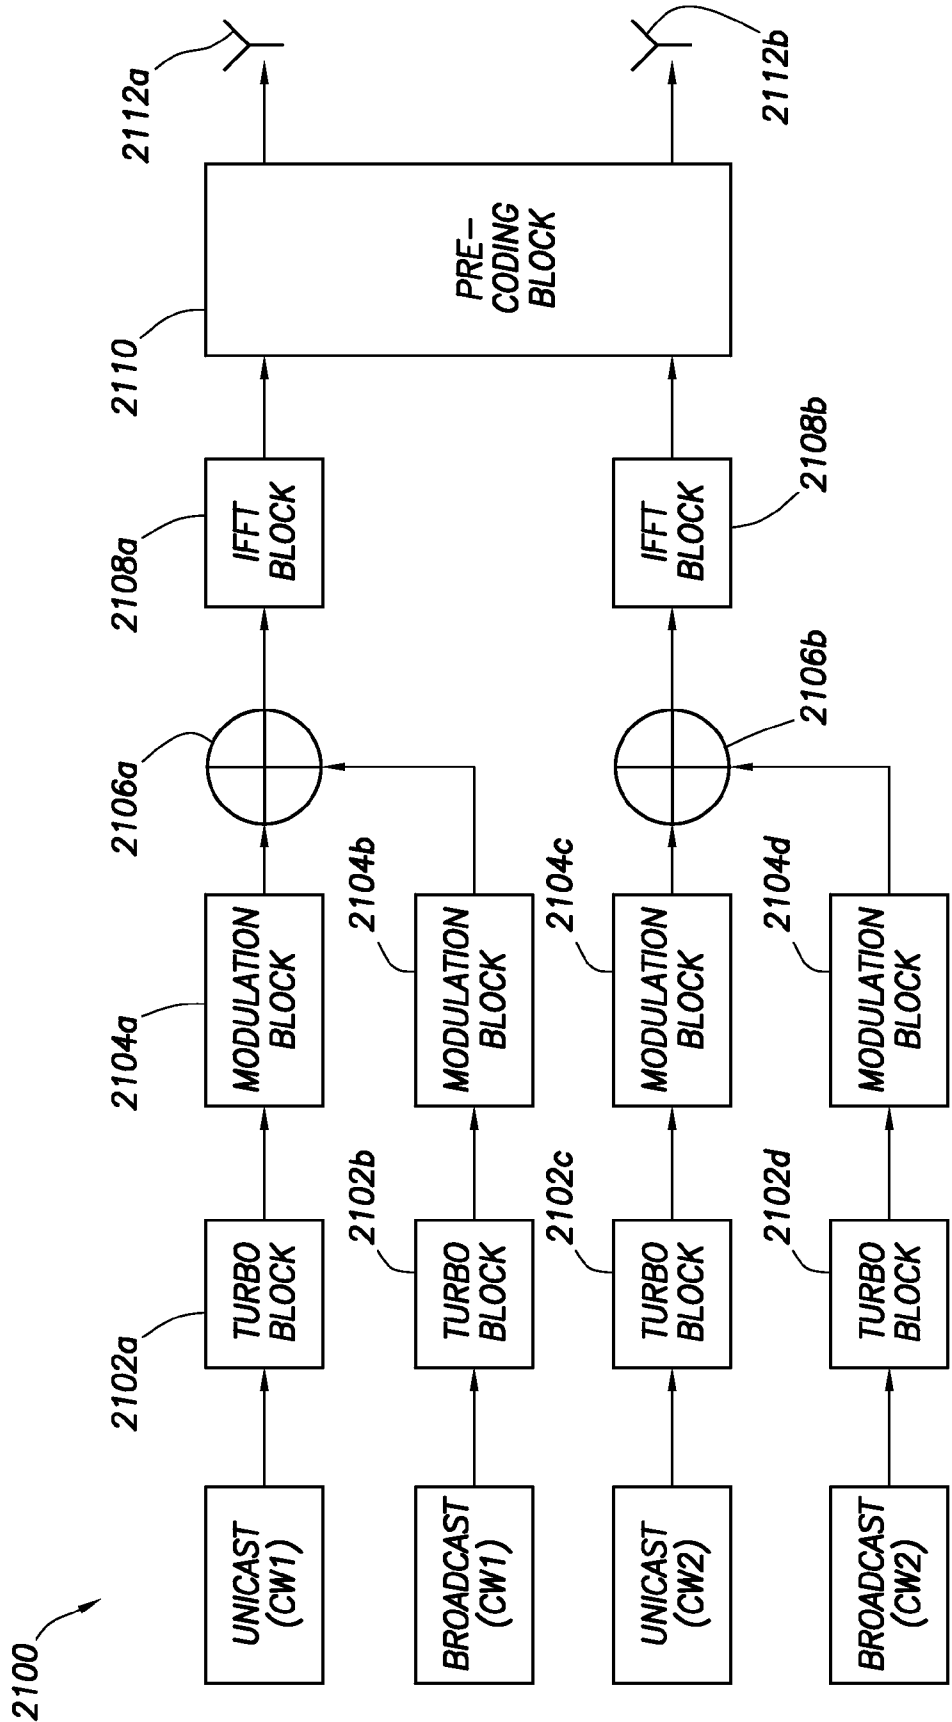 2100
UNICAST
(CW1)
BROADCAST
(CW1)
UNICAST
(CW2)
BROADCAST
(CW2)
2102a
TURBO
BLOCK
2102b
TURBO
BLOCK
2102c
TURBO
BLOCK
2102d
TURBO
BLOCK
2104a
MODULATION
BLOCK
2104b
MODULATION
BLOCK
2104c
MODULATION
BLOCK
2104d
MODULATION
BLOCK
2106a
2106b
2108a
IFFT
BLOCK
2108b
IFFT
BLOCK
2110
PRE-
CODING
BLOCK
2112a
2112b